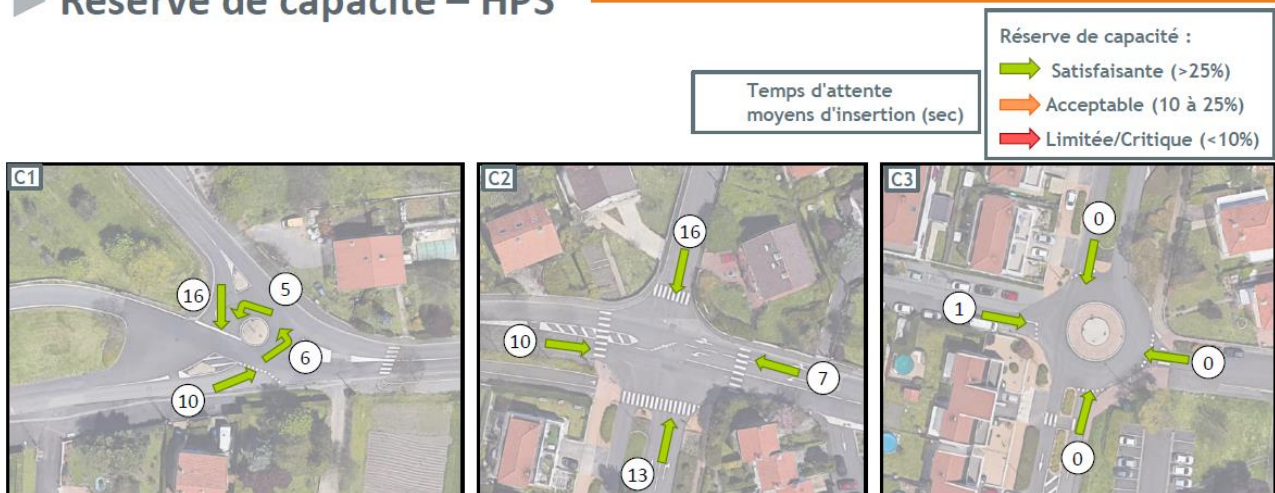 Réserve de capacité – HPS
Réserve de capacité :
Satisfaisante (>25%)
Acceptable (10 à 25%)
Limitée/Critique (<10%)
Temps d'attente
moyens d'insertion (sec)
C1
16
5
6
10
C2
16
10
7
13
C3
0
1
0
0